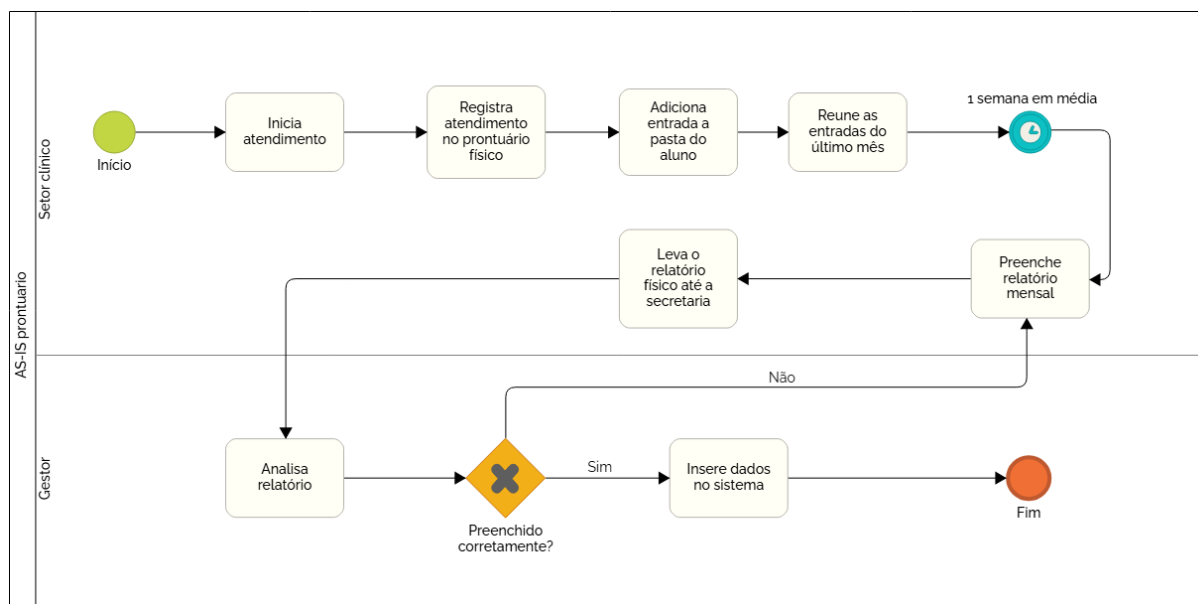 AS-IS prontuario
Setor clínico
Início
Inicia
atendimento
Registra
atendimento
no prontuário
físico
Adiciona
entrada a
pasta do
aluno
Reune as
entradas do
último mês
1 semana em média
Preenche
relatório
mensal
Leva o
relatório
físico até a
secretaria
Gestor
Analisa
relatório
Preenchido
corretamente?
Não
Sim
Insere dados
no sistema
Fim